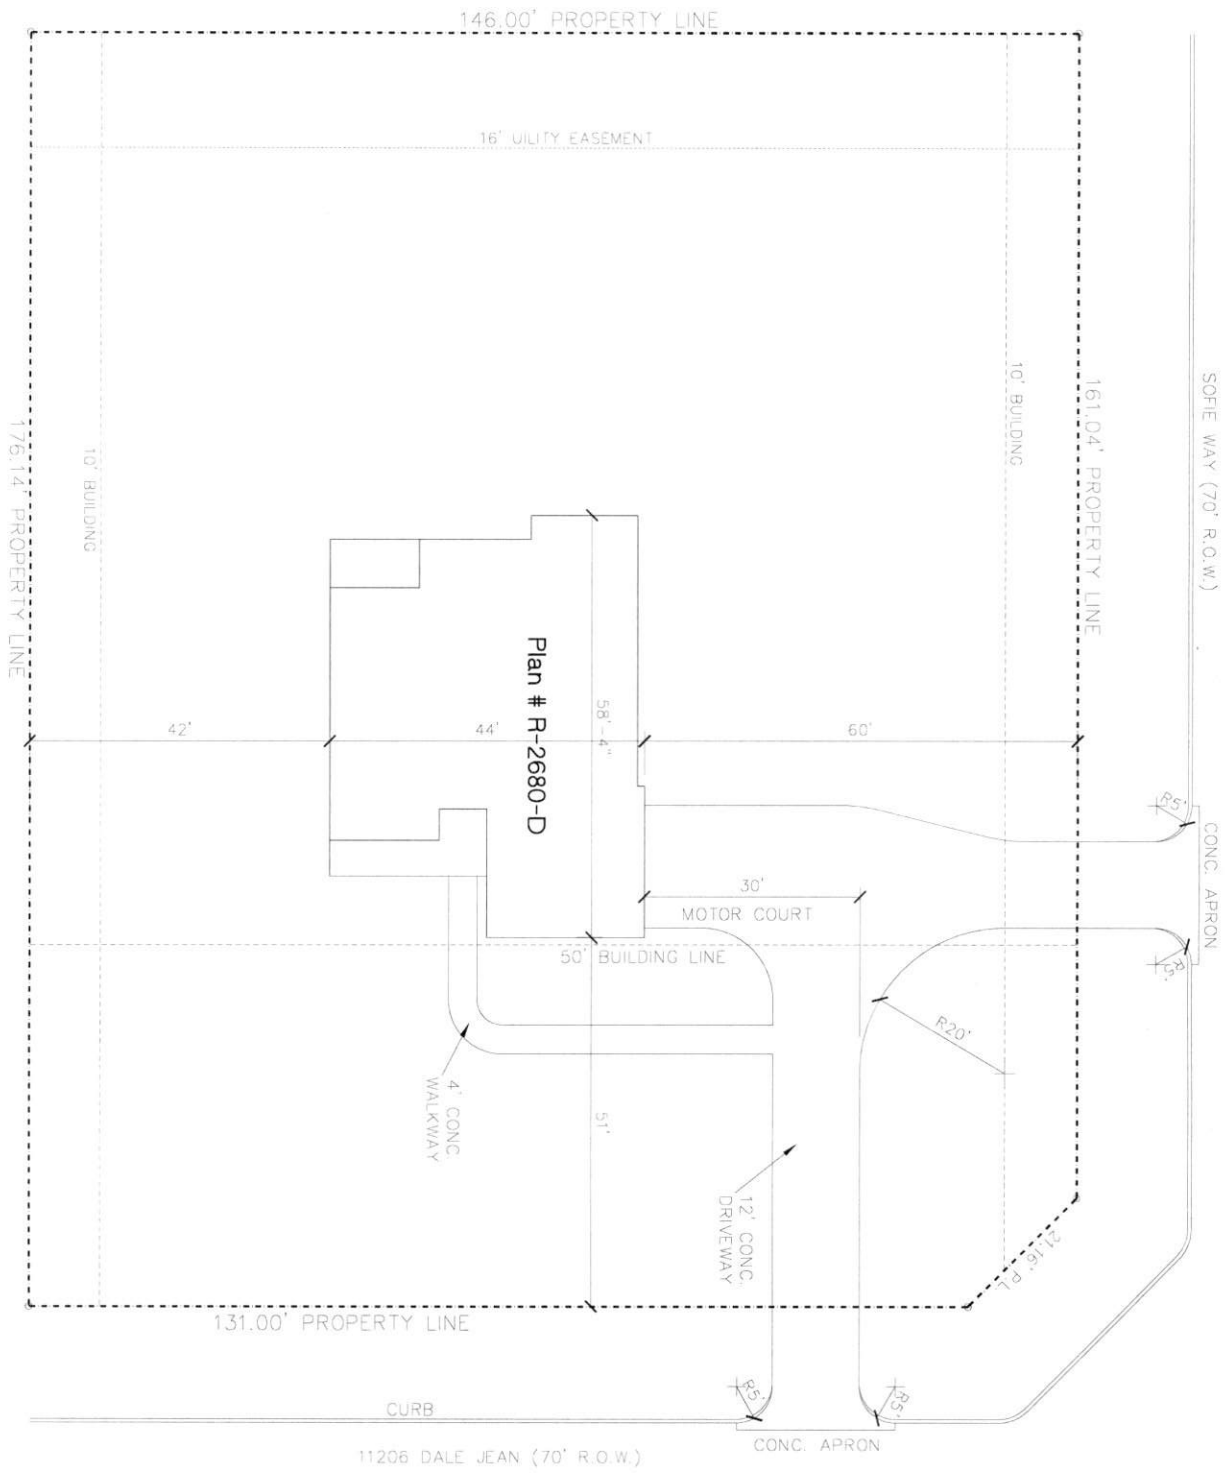 146.00' PROPERTY LINE
16' UILITY EASEMENT
SOFIE WAY (70' R.O.W.)
10' BUILDING
161.04' PROPERTY LINE
176.14' PROPERTY LINE
10' BUILDING
Plan # R-2680-D
58'-4"
42'
44'
60'
R5'
CONC. APRON
30'
MOTOR COURT
50' BUILDING LINE
R5'
R20'
4' CONC.
WALKWAY
51'
12' CONC.
DRIVEWAY
21.16' P.L.
131.00' PROPERTY LINE
R5'
R5'
CURB
CONC. APRON
11206 DALE JEAN (70' R.O.W.)